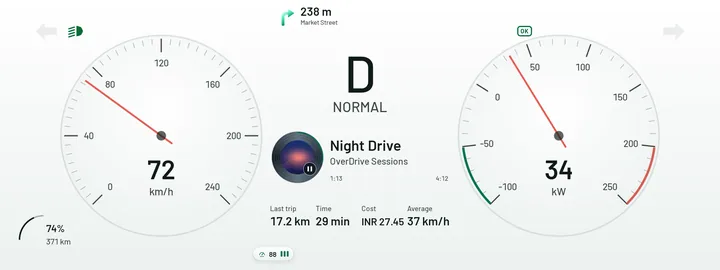 238 m
Market Street
OK
D
NORMAL
0
40
80
120
160
200
240
72
km/h
-100
-50
0
50
100
150
200
250
34
kW
Night Drive
OverDrive Sessions
1:13
4:12
Last trip
17.2 km
Time
29 min
Cost
INR 27.45
Average
37 km/h
74%
371 km
88